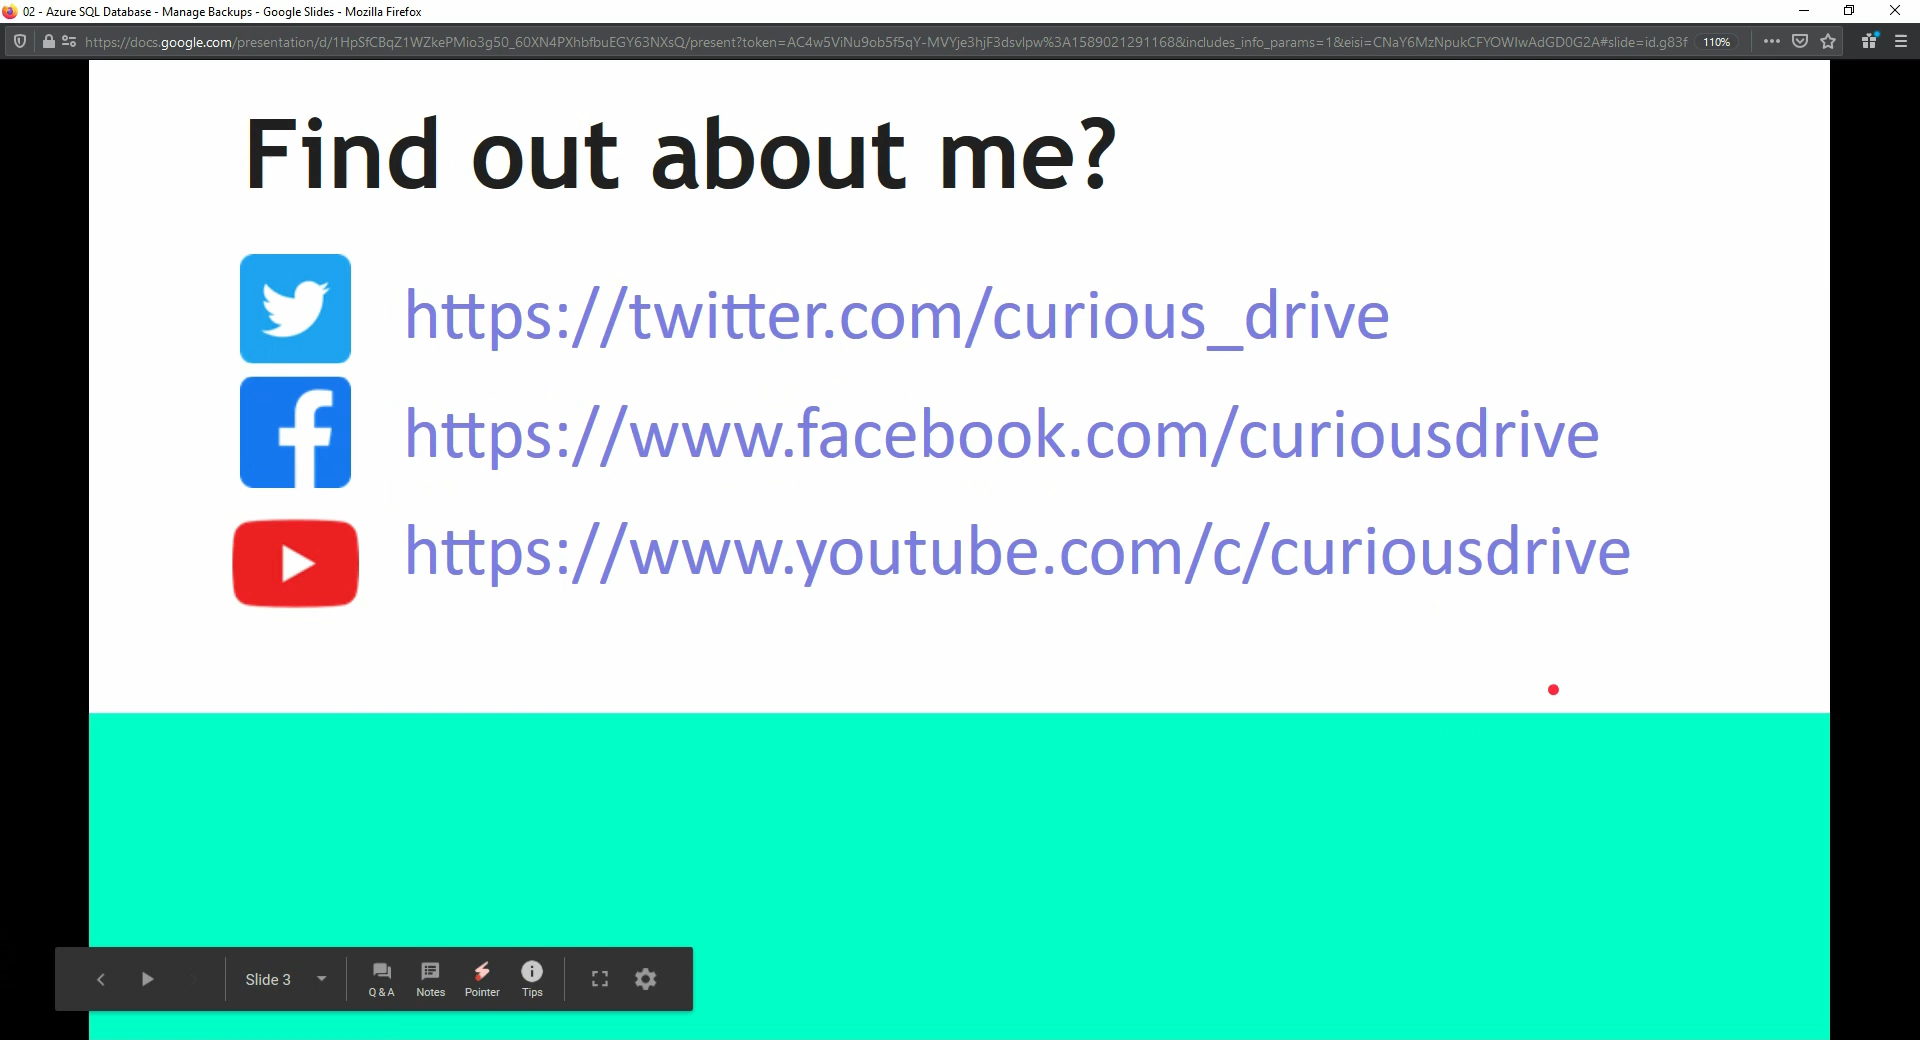 02 - Azure SQL Database - Manage Backups - Google Slides - Mozilla Firefox
https://docs.google.com/presentation/d/1HpSfCBqZ1WZkePMio3g50_60XN4PXhbfbuEGY63NXsQ/present?token=AC4w5ViNu9ob5f5qY-MVYje3hjF3dsvlpw%3A1589021291168&includes_info_params=1&eisi=CNaY6MzNpukCFYOWIwAdGD0G2A#slide=id.g83f 110%
Find out about me?
https://twitter.com/curious_drive
https://www.facebook.com/curiousdrive
https://www.youtube.com/c/curiousdrive
Slide 3 Q & A Notes Pointer Tips